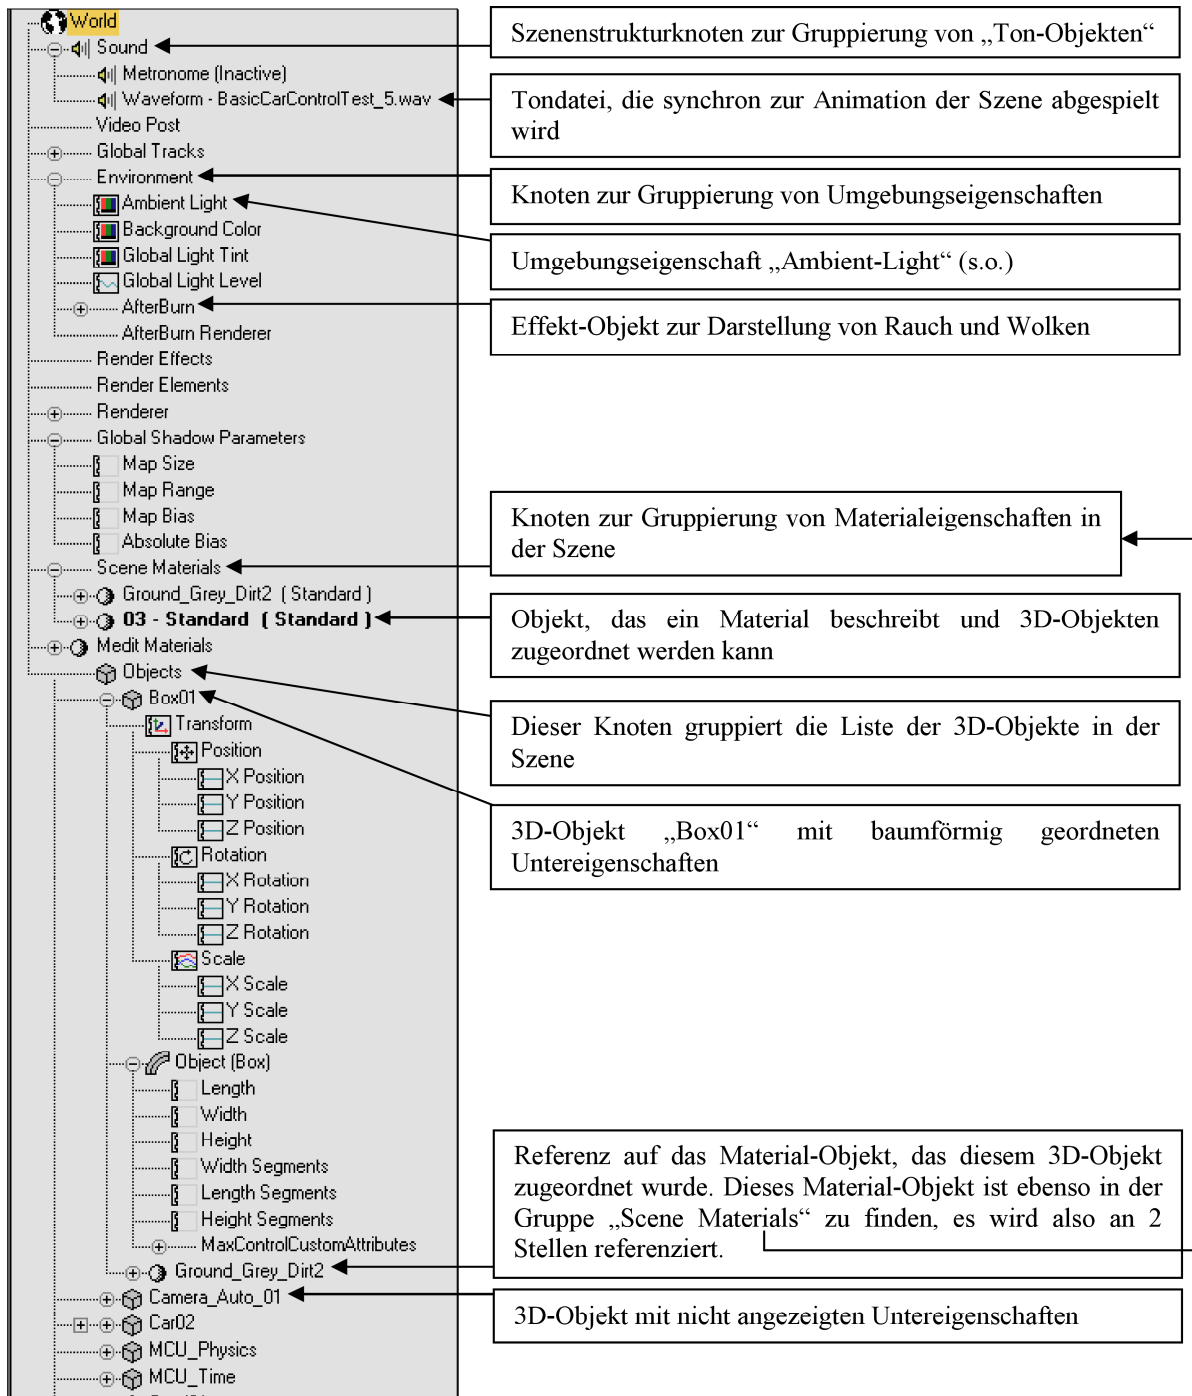 World
Sound
Metronome (Inactive)
Waveform - BasicCarControlTest_5.wav
Video Post
Global Tracks
Environment
Ambient Light
Background Color
Global Light Tint
Global Light Level
AfterBurn
AfterBurn Renderer
Render Effects
Render Elements
Renderer
Global Shadow Parameters
Map Size
Map Range
Map Bias
Absolute Bias
Scene Materials
Ground_Grey_Dirt2 ( Standard )
03 - Standard ( Standard )
Medit Materials
Objects
Box01
Transform
Position
X Position
Y Position
Z Position
Rotation
X Rotation
Y Rotation
Z Rotation
Scale
X Scale
Y Scale
Z Scale
Object (Box)
Length
Width
Height
Width Segments
Length Segments
Height Segments
MaxControlCustomAttributes
Ground_Grey_Dirt2
Camera_Auto_01
Car02
MCU_Physics
MCU_Time
Szenenstrukturknoten zur Gruppierung von „Ton-Objekten“
Tondatei, die synchron zur Animation der Szene abgespielt
wird
Knoten zur Gruppierung von Umgebungseigenschaften
Umgebungseigenschaft „Ambient-Light“ (s.o.)
Effekt-Objekt zur Darstellung von Rauch und Wolken
Knoten zur Gruppierung von Materialeigenschaften in
der Szene
Objekt, das ein Material beschreibt und 3D-Objekten
zugeordnet werden kann
Dieser Knoten gruppiert die Liste der 3D-Objekte in der
Szene
3D-Objekt „Box01“ mit baumförmig geordneten
Untereigenschaften
Referenz auf das Material-Objekt, das diesem 3D-Objekt
zugeordnet wurde. Dieses Material-Objekt ist ebenso in der
Gruppe „Scene Materials“ zu finden, es wird also an 2
Stellen referenziert.
3D-Objekt mit nicht angezeigten Untereigenschaften